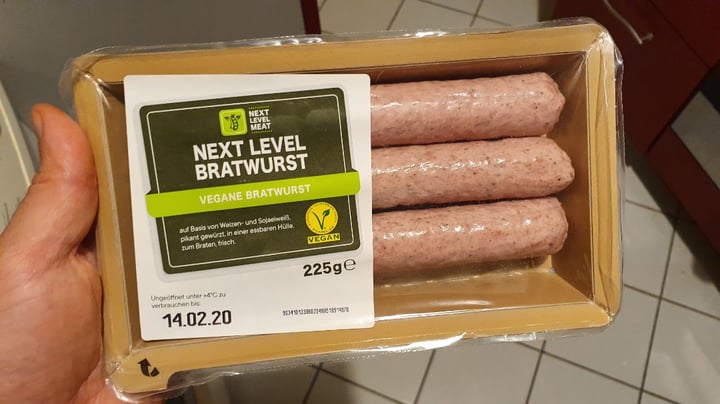 NEXT
LEVEL
MEAT
NEXT LEVEL
BRATWURST
VEGANE BRATWURST
auf Basis von Weizen- und Sojaeiweiß,
pikant gewürzt, in einer essbaren Hülle,
zum Braten, frisch.
VEGAN
225g℮
Ungeöffnet unter +4°C zu
verbrauchen bis:
14.02.20